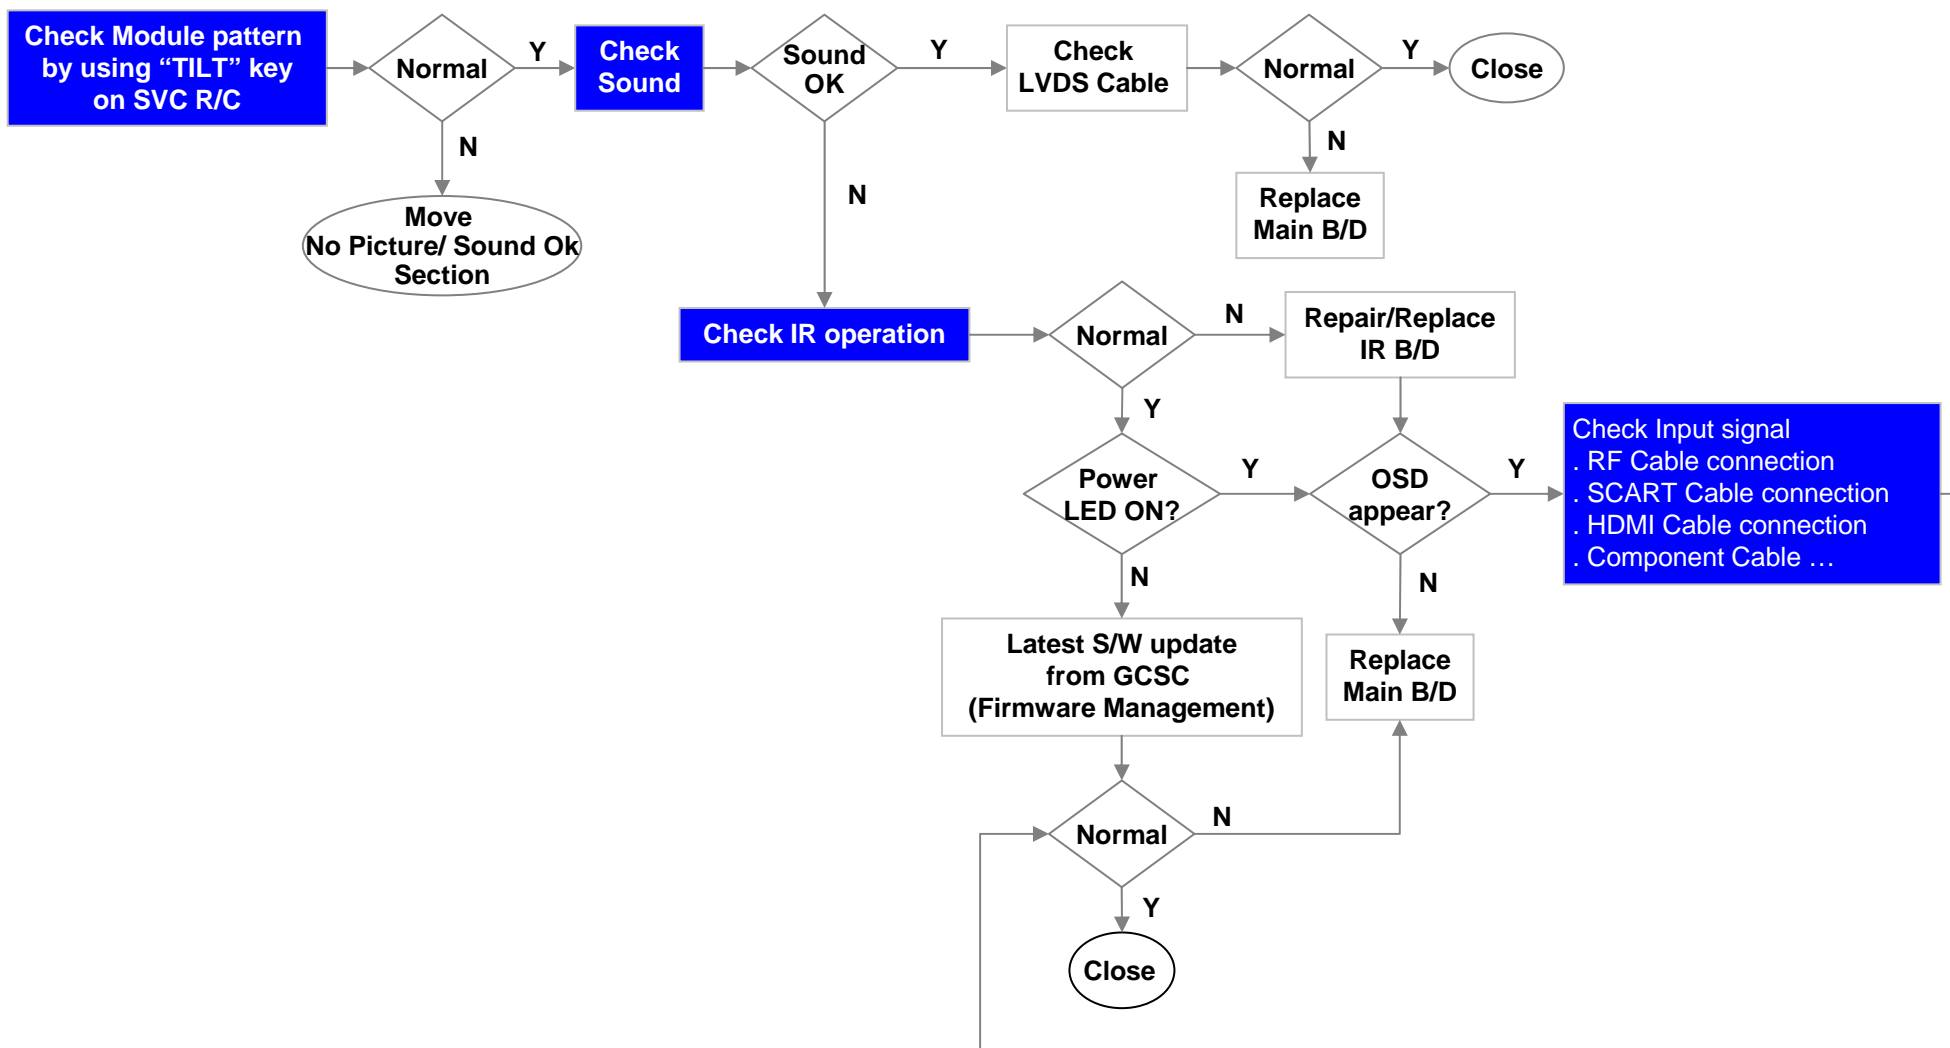 Check Module pattern
by using “TILT” key
on SVC R/C
Normal
Y
Check
Sound
Sound
OK
Y
Check
LVDS Cable
Normal
Y
Close
N
N
N
Move
No Picture/ Sound Ok
Section
Replace
Main B/D
Check IR operation
Normal
N
Repair/Replace
IR B/D
Y
Power
LED ON?
Y
OSD
appear?
Y
Check Input signal
. RF Cable connection
. SCART Cable connection
. HDMI Cable connection
. Component Cable …
N
N
Latest S/W update
from GCSC
(Firmware Management)
Replace
Main B/D
Normal
N
Y
Close